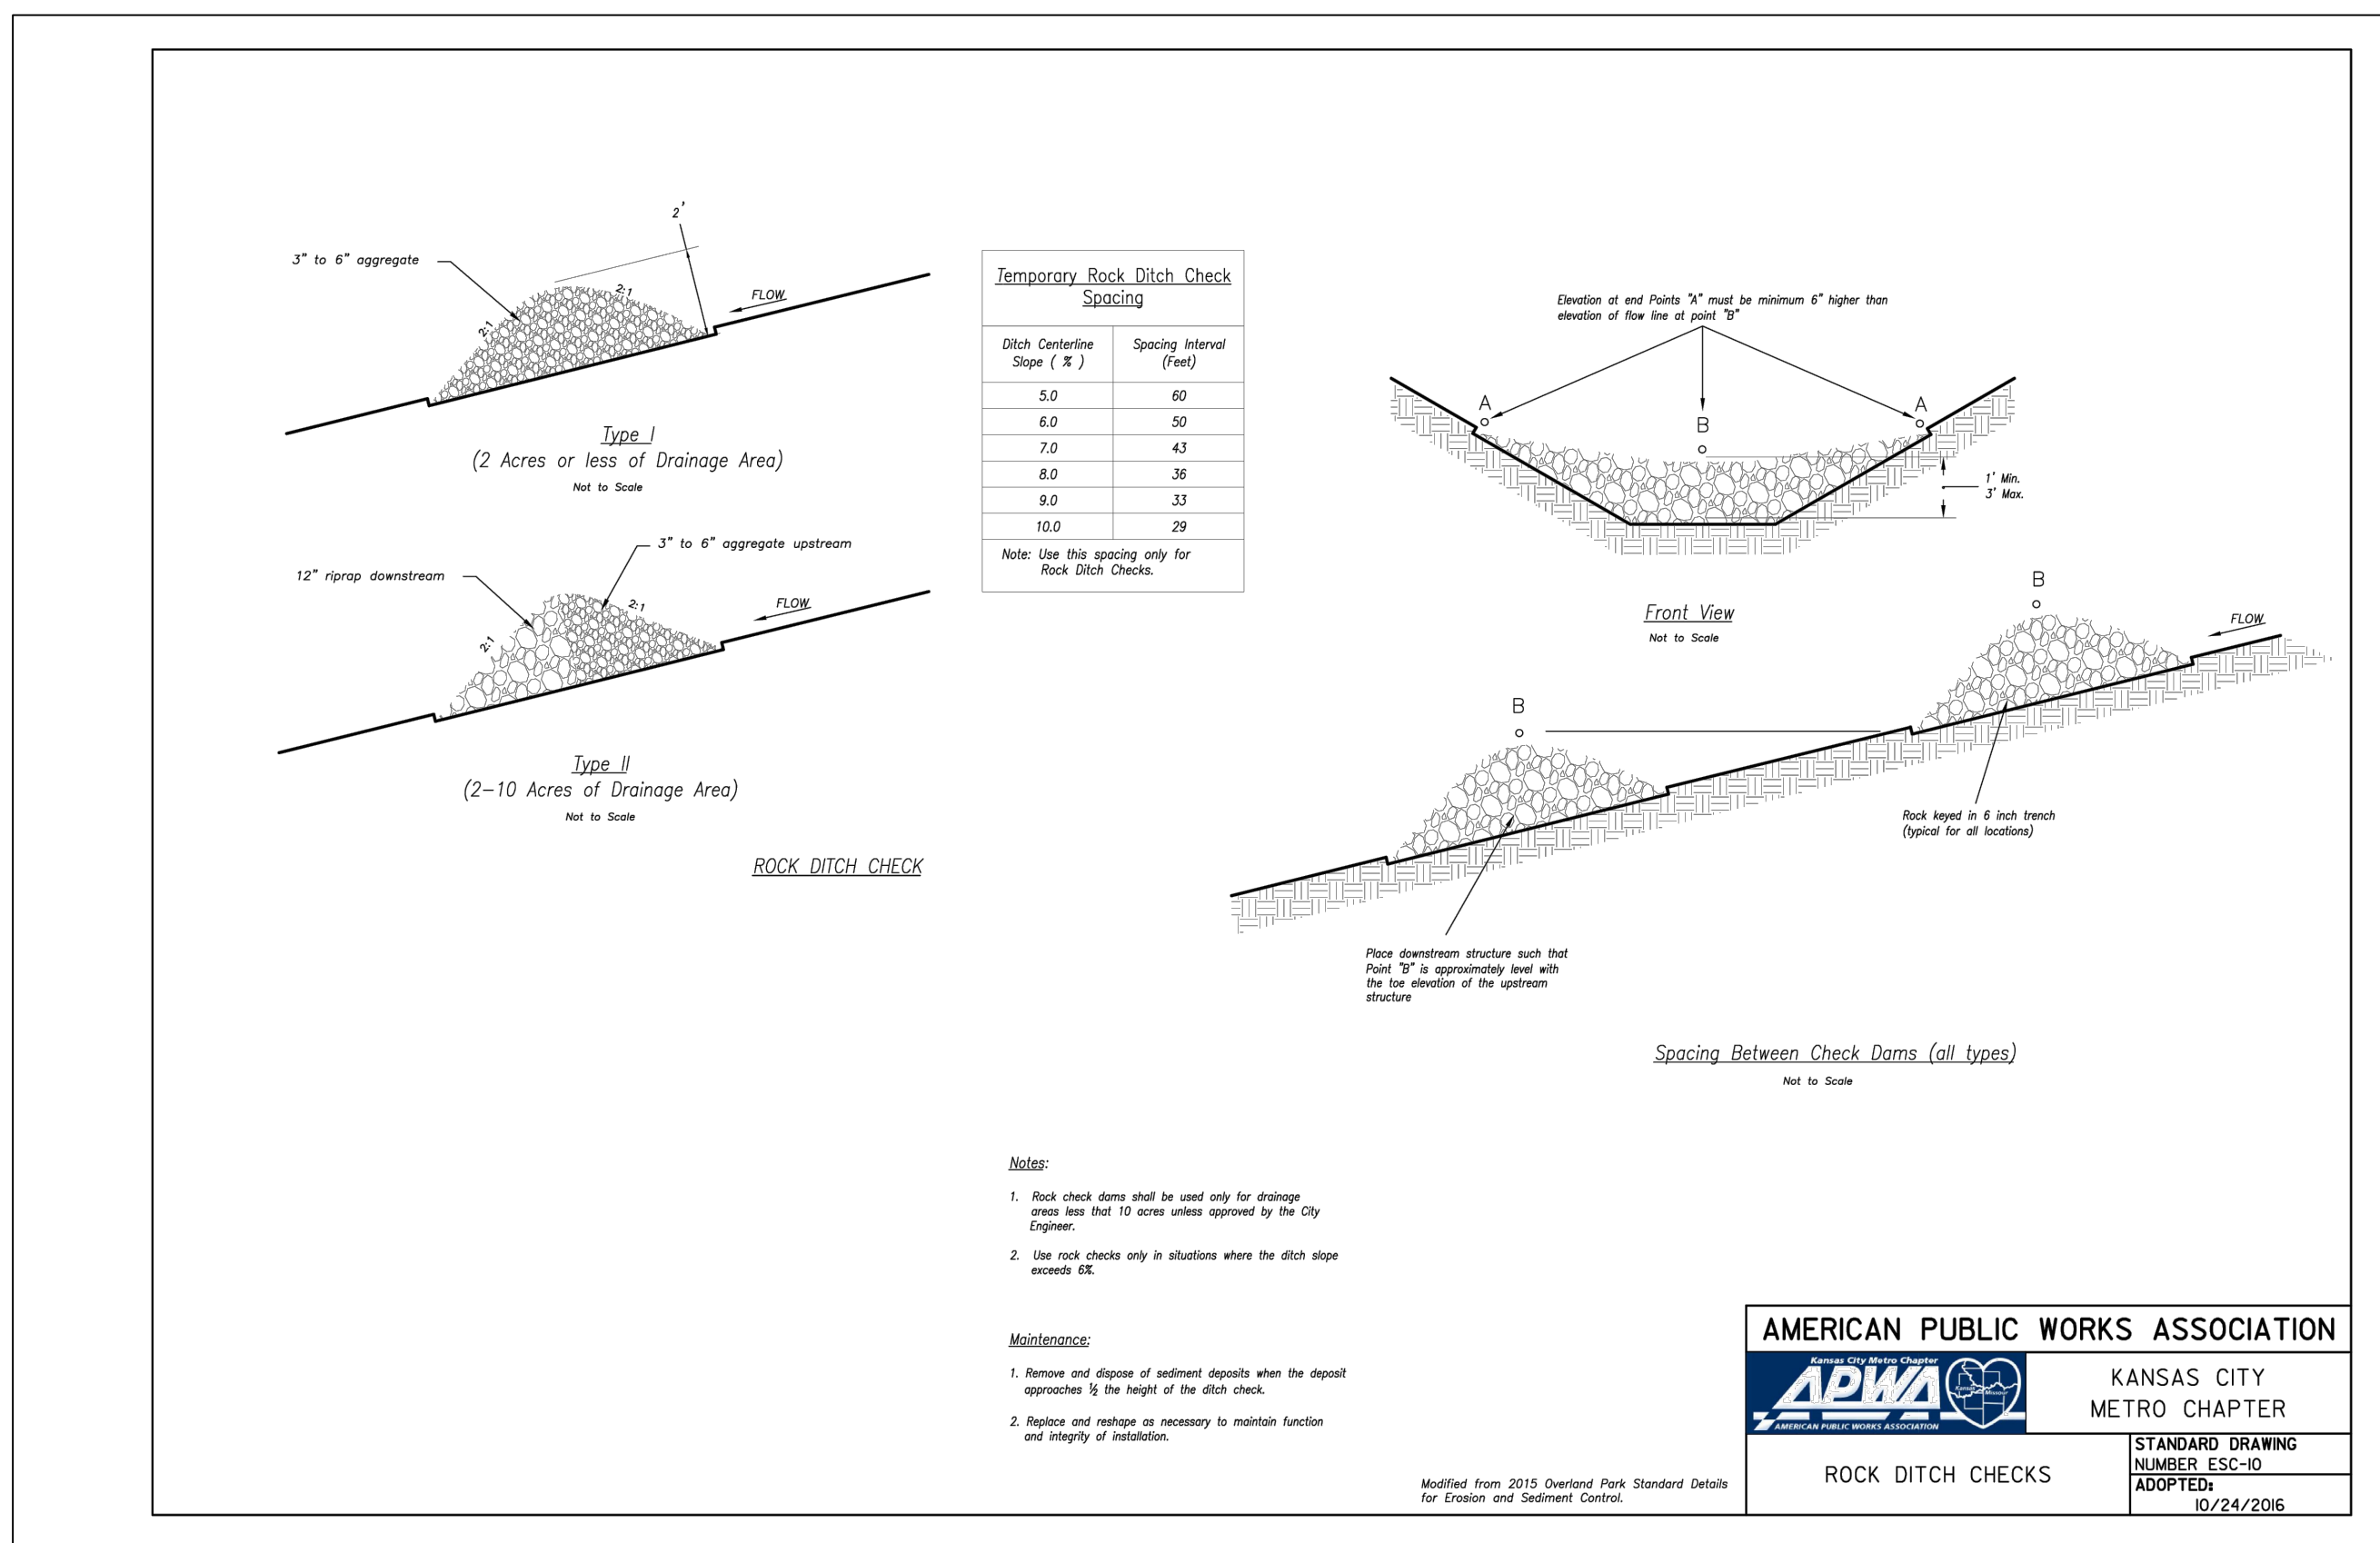 2'
3" to 6" aggregate
2:1
2:1
FLOW
Type I
(2 Acres or less of Drainage Area)
Not to Scale
3" to 6" aggregate upstream
12" riprap downstream
2:1
2:1
FLOW
Type II
(2-10 Acres of Drainage Area)
Not to Scale
ROCK DITCH CHECK
Temporary Rock Ditch Check
Spacing
Ditch Centerline
Slope ( % )
Spacing Interval
(Feet)
5.0 60
6.0 50
7.0 43
8.0 36
9.0 33
10.0 29
Note: Use this spacing only for
Rock Ditch Checks.
Elevation at end Points "A" must be minimum 6" higher than
elevation of flow line at point "B"
A
B
A
1' Min.
3' Max.
Front View
Not to Scale
B
FLOW
B
Rock keyed in 6 inch trench
(typical for all locations)
Place downstream structure such that
Point "B" is approximately level with
the toe elevation of the upstream
structure
Spacing Between Check Dams (all types)
Not to Scale
Notes:
1. Rock check dams shall be used only for drainage
areas less that 10 acres unless approved by the City
Engineer.
2. Use rock checks only in situations where the ditch slope
exceeds 6%.
Maintenance:
1. Remove and dispose of sediment deposits when the deposit
approaches ½ the height of the ditch check.
2. Replace and reshape as necessary to maintain function
and integrity of installation.
Modified from 2015 Overland Park Standard Details
for Erosion and Sediment Control.
AMERICAN PUBLIC WORKS ASSOCIATION
Kansas City Metro Chapter
APWA
Kansas Missouri
AMERICAN PUBLIC WORKS ASSOCIATION
KANSAS CITY
METRO CHAPTER
ROCK DITCH CHECKS
STANDARD DRAWING
NUMBER ESC-10
ADOPTED:
10/24/2016